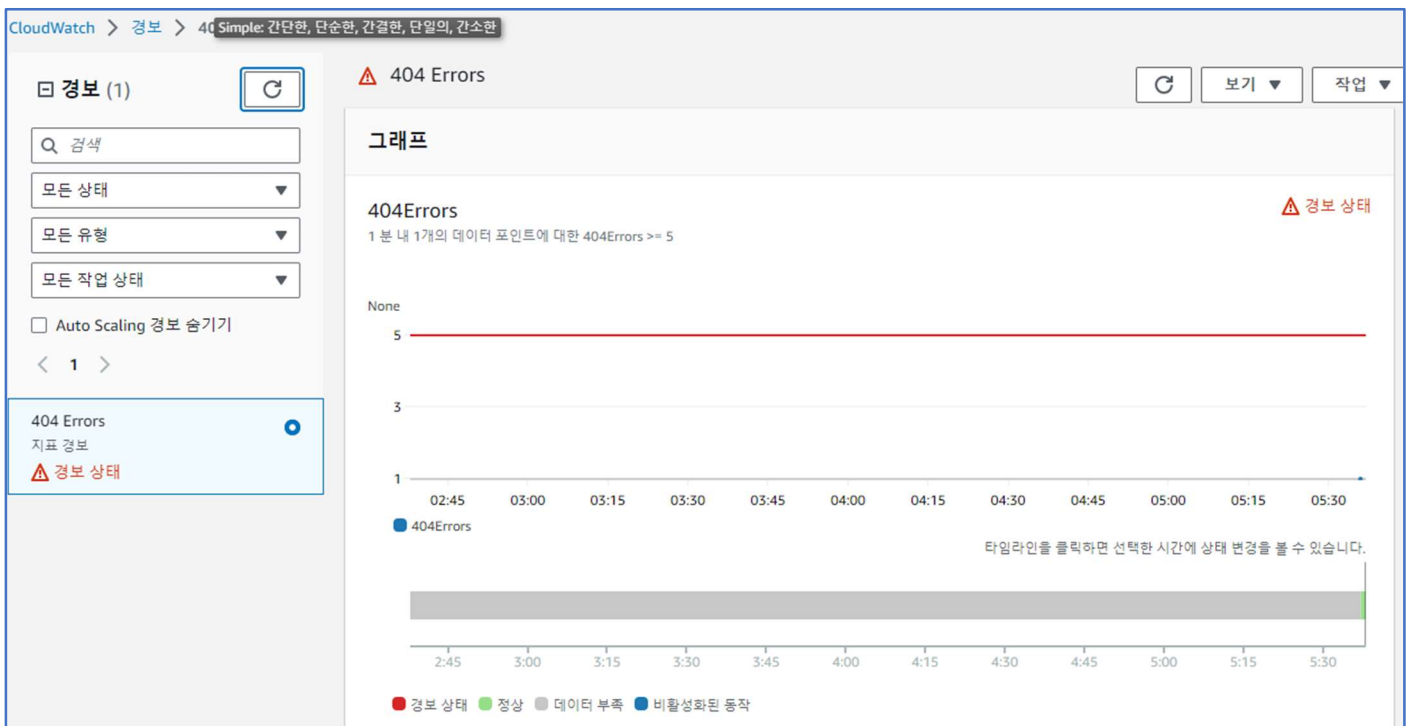 CloudWatch > 경보 > 40
Simple: 간단한, 단순한, 간결한, 단일의, 간소한
경보 (1)
검색
모든 상태
모든 유형
모든 작업 상태
Auto Scaling 경보 숨기기
< 1 >
404 Errors
지표 경보
경보 상태
404 Errors
보기
작업
그래프
404Errors
경보 상태
1 분 내 1개의 데이터 포인트에 대한 404Errors >= 5
None
5
3
1
02:45 03:00 03:15 03:30 03:45 04:00 04:15 04:30 04:45 05:00 05:15 05:30
404Errors
타임라인을 클릭하면 선택한 시간에 상태 변경을 볼 수 있습니다.
2:45 3:00 3:15 3:30 3:45 4:00 4:15 4:30 4:45 5:00 5:15 5:30
경보 상태 정상 데이터 부족 비활성화된 동작